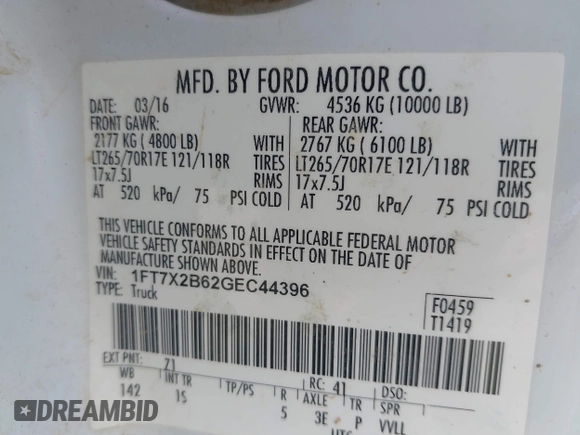 MFD. BY FORD MOTOR CO.
DATE: 03/16 GVWR: 4536 KG (10000 LB)
FRONT GAWR: REAR GAWR:
2177 KG (4800 LB) WITH 2767 KG (6100 LB) WITH
LT265/70R17E 121/118R TIRES LT265/70R17E 121/118R TIRES
17x7.5J RIMS 17x7.5J RIMS
AT 520 kPa/ 75 PSI COLD AT 520 kPa/ 75 PSI COLD
THIS VEHICLE CONFORMS TO ALL APPLICABLE FEDERAL MOTOR
VEHICLE SAFETY STANDARDS IN EFFECT ON THE DATE OF
MANUFACTURE SHOWN ABOVE.
VIN: 1FT7X2B62GEC44396
TYPE: Truck
F0459
T1419
EXT PNT: Z1 RC: 41 DSO:
WB INT TR TP/PS R AXLE TR SPR
142 IS 5 3E P VVLL
DREAMBID